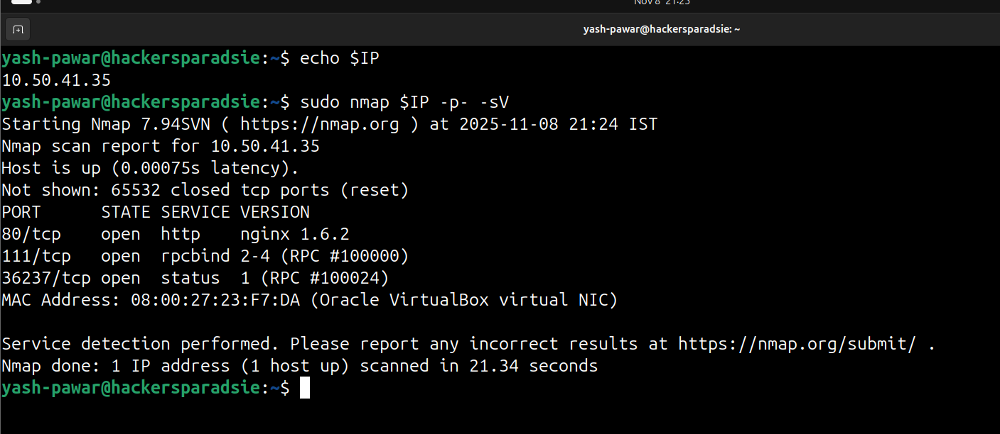 Nov 8 21:25
yash-pawar@hackersparadsie: ~
yash-pawar@hackersparadsie:~$ echo $IP
10.50.41.35
yash-pawar@hackersparadsie:~$ sudo nmap $IP -p- -sV
Starting Nmap 7.94SVN ( https://nmap.org ) at 2025-11-08 21:24 IST
Nmap scan report for 10.50.41.35
Host is up (0.00075s latency).
Not shown: 65532 closed tcp ports (reset)
PORT      STATE SERVICE VERSION
80/tcp    open  http    nginx 1.6.2
111/tcp   open  rpcbind 2-4 (RPC #100000)
36237/tcp open  status  1 (RPC #100024)
MAC Address: 08:00:27:23:F7:DA (Oracle VirtualBox virtual NIC)
Service detection performed. Please report any incorrect results at https://nmap.org/submit/ .
Nmap done: 1 IP address (1 host up) scanned in 21.34 seconds
yash-pawar@hackersparadsie:~$